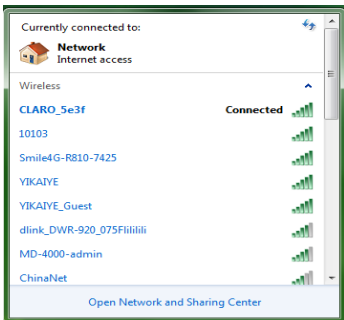 Currently connected to:
Network
Internet access
Wireless
CLARO_5e3f Connected
10103
Smile4G-R810-7425
YIKAIYE
YIKAIYE_Guest
dlink_DWR-920_075Flililili
MD-4000-admin
ChinaNet
Open Network and Sharing Center